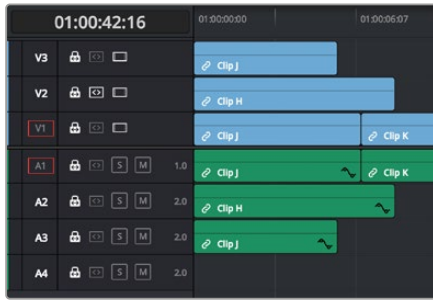 01:00:42:16 01:00:00:00 01:00:06:07
V3 Clip J
V2 Clip H
V1 Clip J Clip K
A1 S M 1.0 Clip J Clip K
A2 S M 2.0 Clip H
A3 S M 2.0 Clip J
A4 S M 2.0